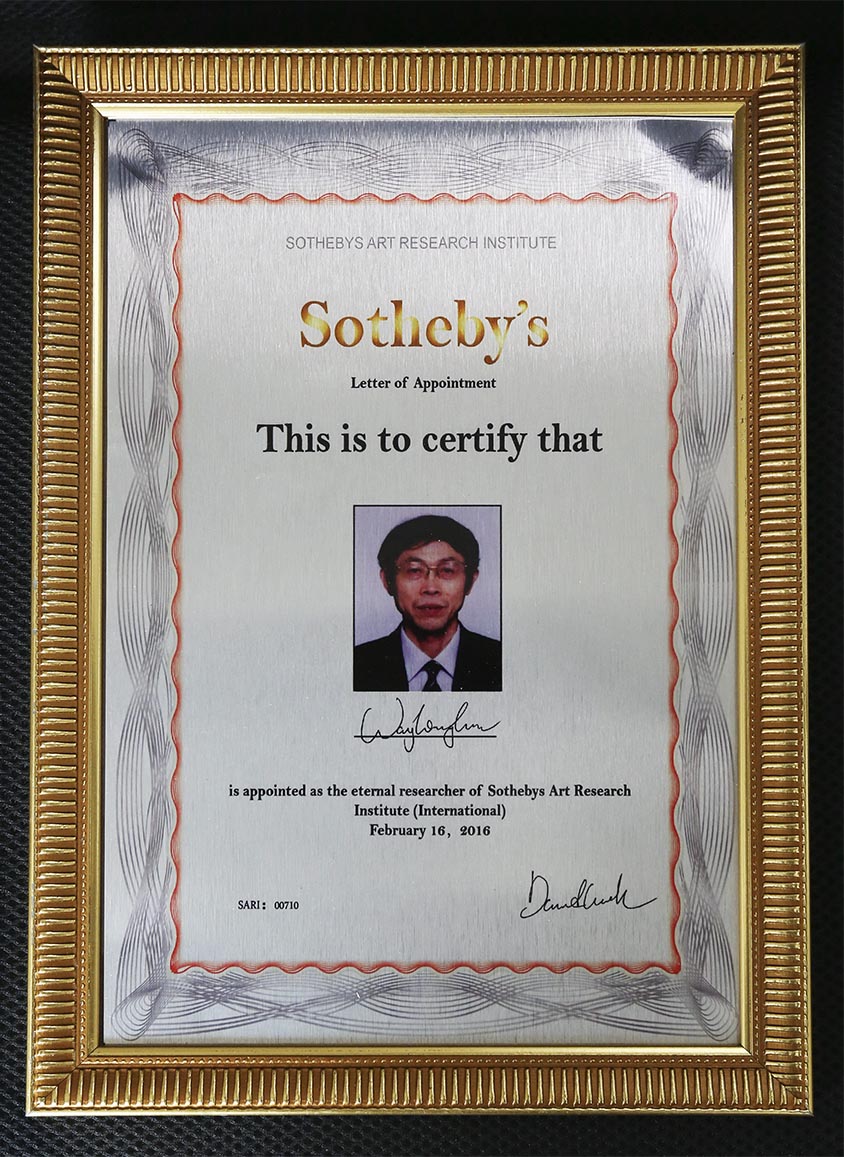 SOTHEBYS ART RESEARCH INSTITUTE
Sotheby's
Letter of Appointment
This is to certify that
is appointed as the eternal researcher of Sothebys Art Research
Institute (International)
February 16, 2016
SARI: 00710